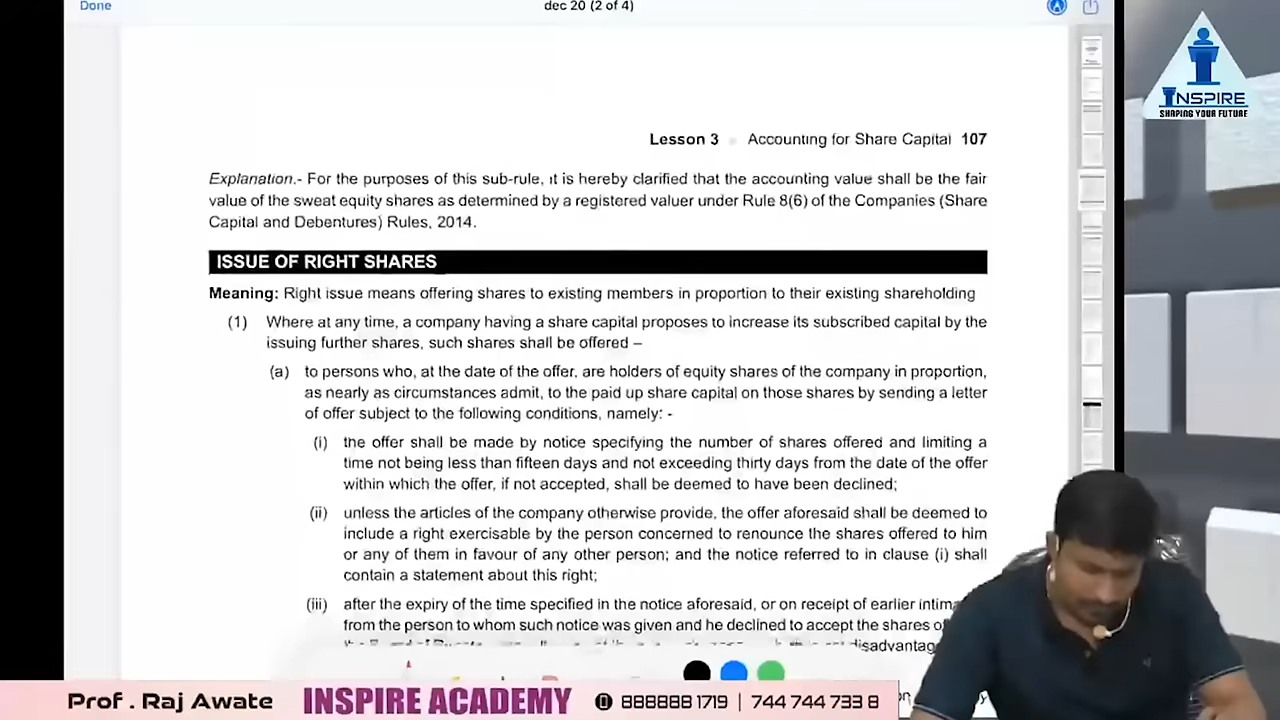 Done
dec 20 (2 of 4)
INSPIRE
SHAPING YOUR FUTURE
Lesson 3 Accounting for Share Capital 107
Explanation.- For the purposes of this sub-rule, it is hereby clarified that the accounting value shall be the fair
value of the sweat equity shares as determined by a registered valuer under Rule 8(6) of the Companies (Share
Capital and Debentures) Rules, 2014.
ISSUE OF RIGHT SHARES
Meaning: Right issue means offering shares to existing members in proportion to their existing shareholding
(1) Where at any time, a company having a share capital proposes to increase its subscribed capital by the
issuing further shares, such shares shall be offered –
(a) to persons who, at the date of the offer, are holders of equity shares of the company in proportion,
as nearly as circumstances admit, to the paid up share capital on those shares by sending a letter
of offer subject to the following conditions, namely: -
(i) the offer shall be made by notice specifying the number of shares offered and limiting a
time not being less than fifteen days and not exceeding thirty days from the date of the offer
within which the offer, if not accepted, shall be deemed to have been declined;
(ii) unless the articles of the company otherwise provide, the offer aforesaid shall be deemed to
include a right exercisable by the person concerned to renounce the shares offered to him
or any of them in favour of any other person; and the notice referred to in clause (i) shall
contain a statement about this right;
(iii) after the expiry of the time specified in the notice aforesaid, or on receipt of earlier
from the person to whom such notice was given and he declined to accept the shares
Prof . Raj Awate INSPIRE ACADEMY 888888 1719 | 744 744 733 8